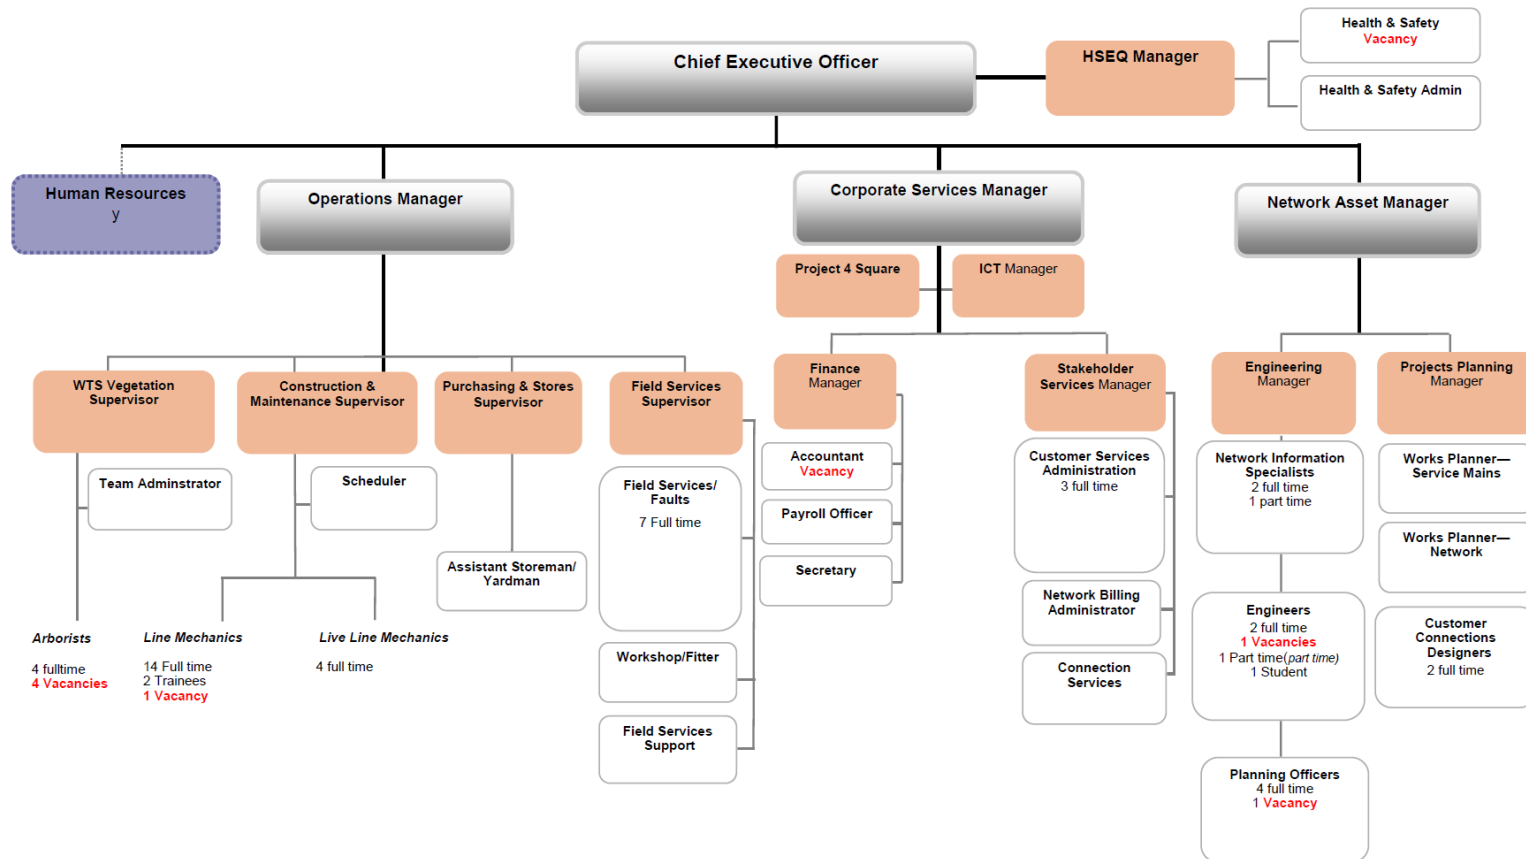 Chief Executive Officer
HSEQ Manager
Health & Safety
Vacancy
Health & Safety Admin
Human Resources
y
Operations Manager
Corporate Services Manager
Network Asset Manager
Project 4 Square
ICT Manager
WTS Vegetation
Supervisor
Construction &
Maintenance Supervisor
Purchasing & Stores
Supervisor
Field Services
Supervisor
Finance
Manager
Stakeholder
Services Manager
Engineering
Manager
Projects Planning
Manager
Team Adminstrator
Scheduler
Assistant Storeman/
Yardman
Field Services/
Faults
7 Full time
Workshop/Fitter
Field Services
Support
Accountant
Vacancy
Payroll Officer
Secretary
Customer Services
Administration
3 full time
Network Billing
Administrator
Connection
Services
Network Information
Specialists
2 full time
1 part time
Engineers
2 full time
1 Vacancies
1 Part time(part time)
1 Student
Planning Officers
4 full time
1 Vacancy
Works Planner—
Service Mains
Works Planner—
Network
Customer
Connections
Designers
2 full time
Arborists
4 fulltime
4 Vacancies
Line Mechanics
14 Full time
2 Trainees
1 Vacancy
Live Line Mechanics
4 full time